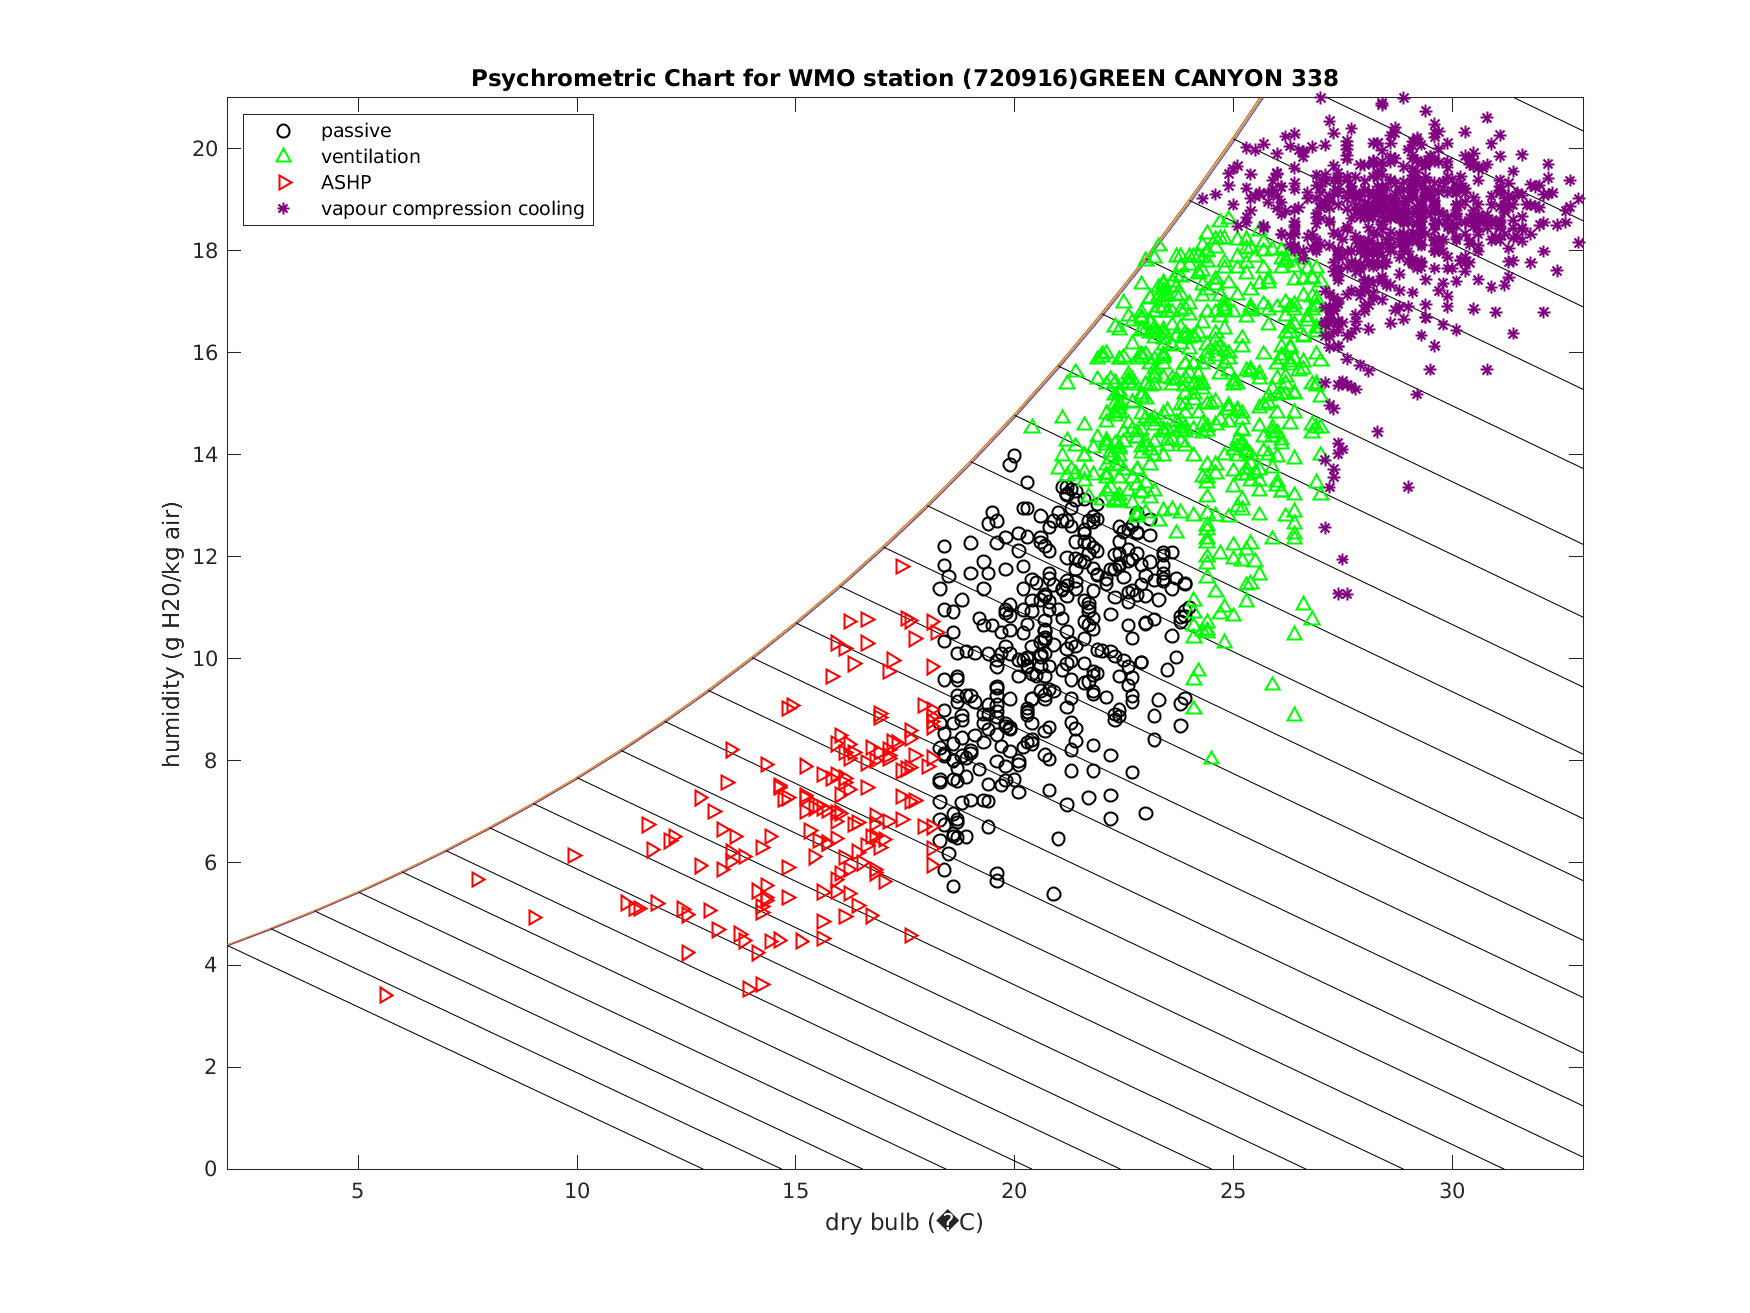 Psychrometric Chart for WMO station (720916)GREEN CANYON 338
passive
ventilation
ASHP
vapour compression cooling
humidity (g H20/kg air)
20
18
16
14
12
10
8
6
4
2
0
5 10 15 20 25 30
dry bulb (�C)